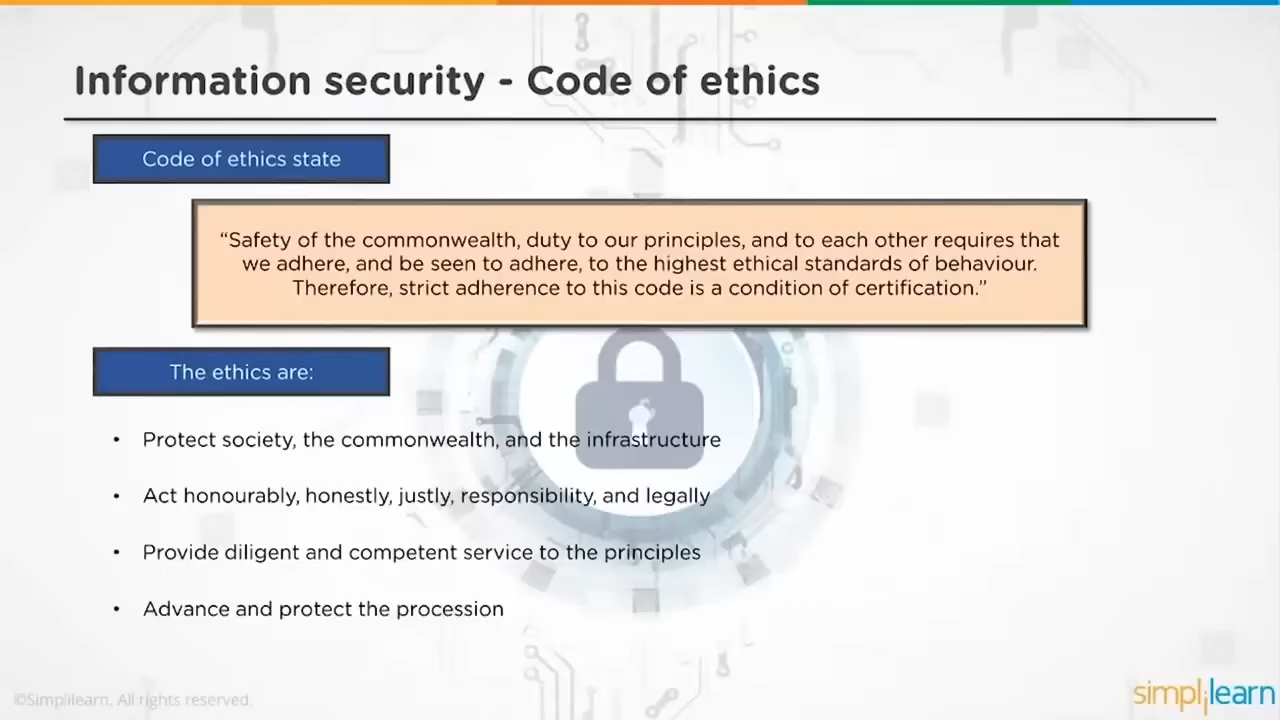 Information security - Code of ethics
Code of ethics state
“Safety of the commonwealth, duty to our principles, and to each other requires that
we adhere, and be seen to adhere, to the highest ethical standards of behaviour.
Therefore, strict adherence to this code is a condition of certification.”
The ethics are:
• Protect society, the commonwealth, and the infrastructure
• Act honourably, honestly, justly, responsibility, and legally
• Provide diligent and competent service to the principles
• Advance and protect the procession
©Simplilearn. All rights reserved.
simplilearn